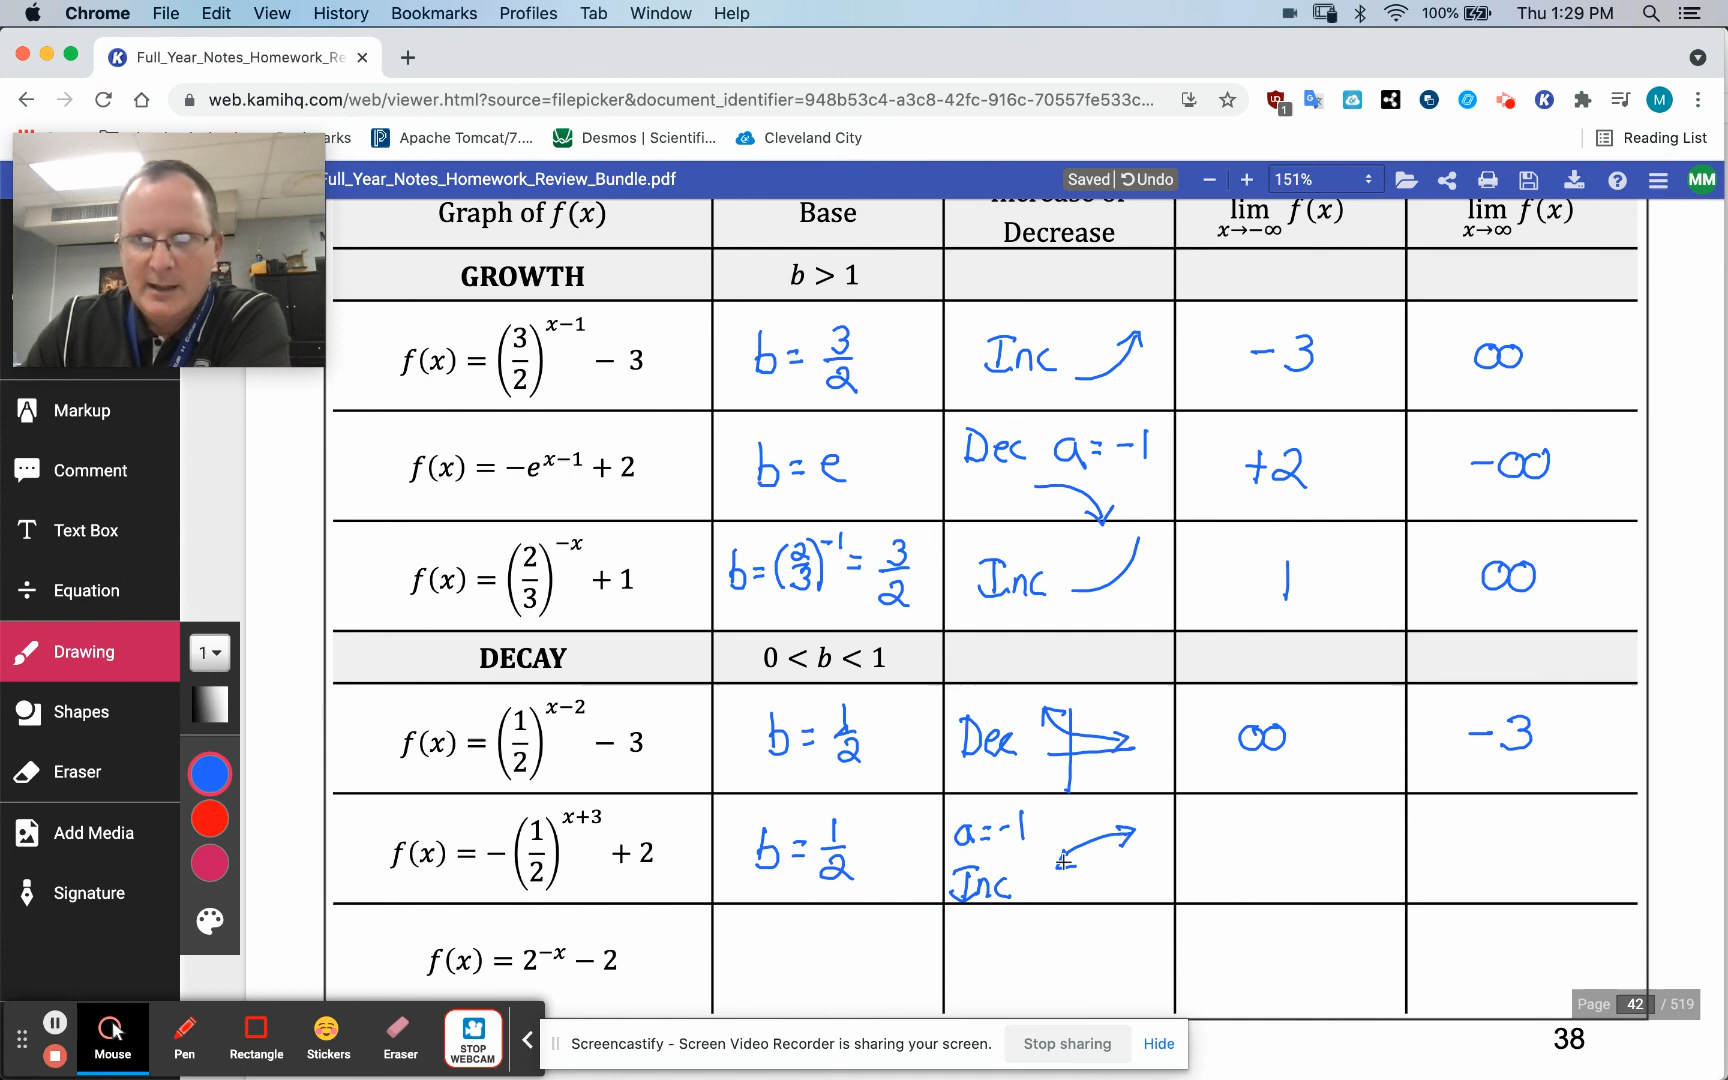 Chrome File Edit View History Bookmarks Profiles Tab Window Help 100% Thu 1:29 PM
Full_Year_Notes_Homework_Re
web.kamihq.com/web/viewer.html?source=filepicker&document_identifier=948b53c4-a3c8-42fc-916c-70557fe533c... 1 M
Apache Tomcat/7.... Desmos | Scientifi... Cleveland City Reading List
Full_Year_Notes_Homework_Review_Bundle.pdf Saved | Undo 151% MM
Graph of f(x) Base Decrease lim x→−∞ f(x) lim x→∞ f(x)
GROWTH b > 1
f(x) = (3/2)^(x−1) − 3 b = 3/2 Inc −3 ∞
f(x) = −e^(x−1) + 2 b = e Dec a = −1 +2 −∞
f(x) = (2/3)^(−x) + 1 b = (2/3)^(−1) = 3/2 Inc 1 ∞
DECAY 0 < b < 1
f(x) = (1/2)^(x−2) − 3 b = 1/2 Dec ∞ −3
f(x) = −(1/2)^(x+3) + 2 b = 1/2 a = −1 Inc
f(x) = 2^(−x) − 2
Markup
Comment
Text Box
Equation
Drawing 1
Shapes
Eraser
Add Media
Signature
Page 42 / 519
38
Mouse Pen Rectangle Stickers Eraser STOP WEBCAM
Screencastify - Screen Video Recorder is sharing your screen. Stop sharing Hide